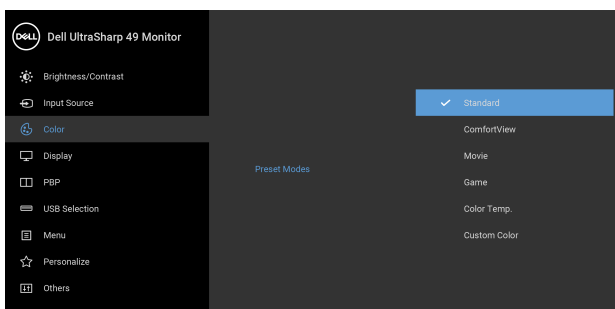 DELL Dell UltraSharp 49 Monitor
Brightness/Contrast
Input Source
Color
Display
PBP
USB Selection
Menu
Personalize
Others
Preset Modes
Standard
ComfortView
Movie
Game
Color Temp.
Custom Color